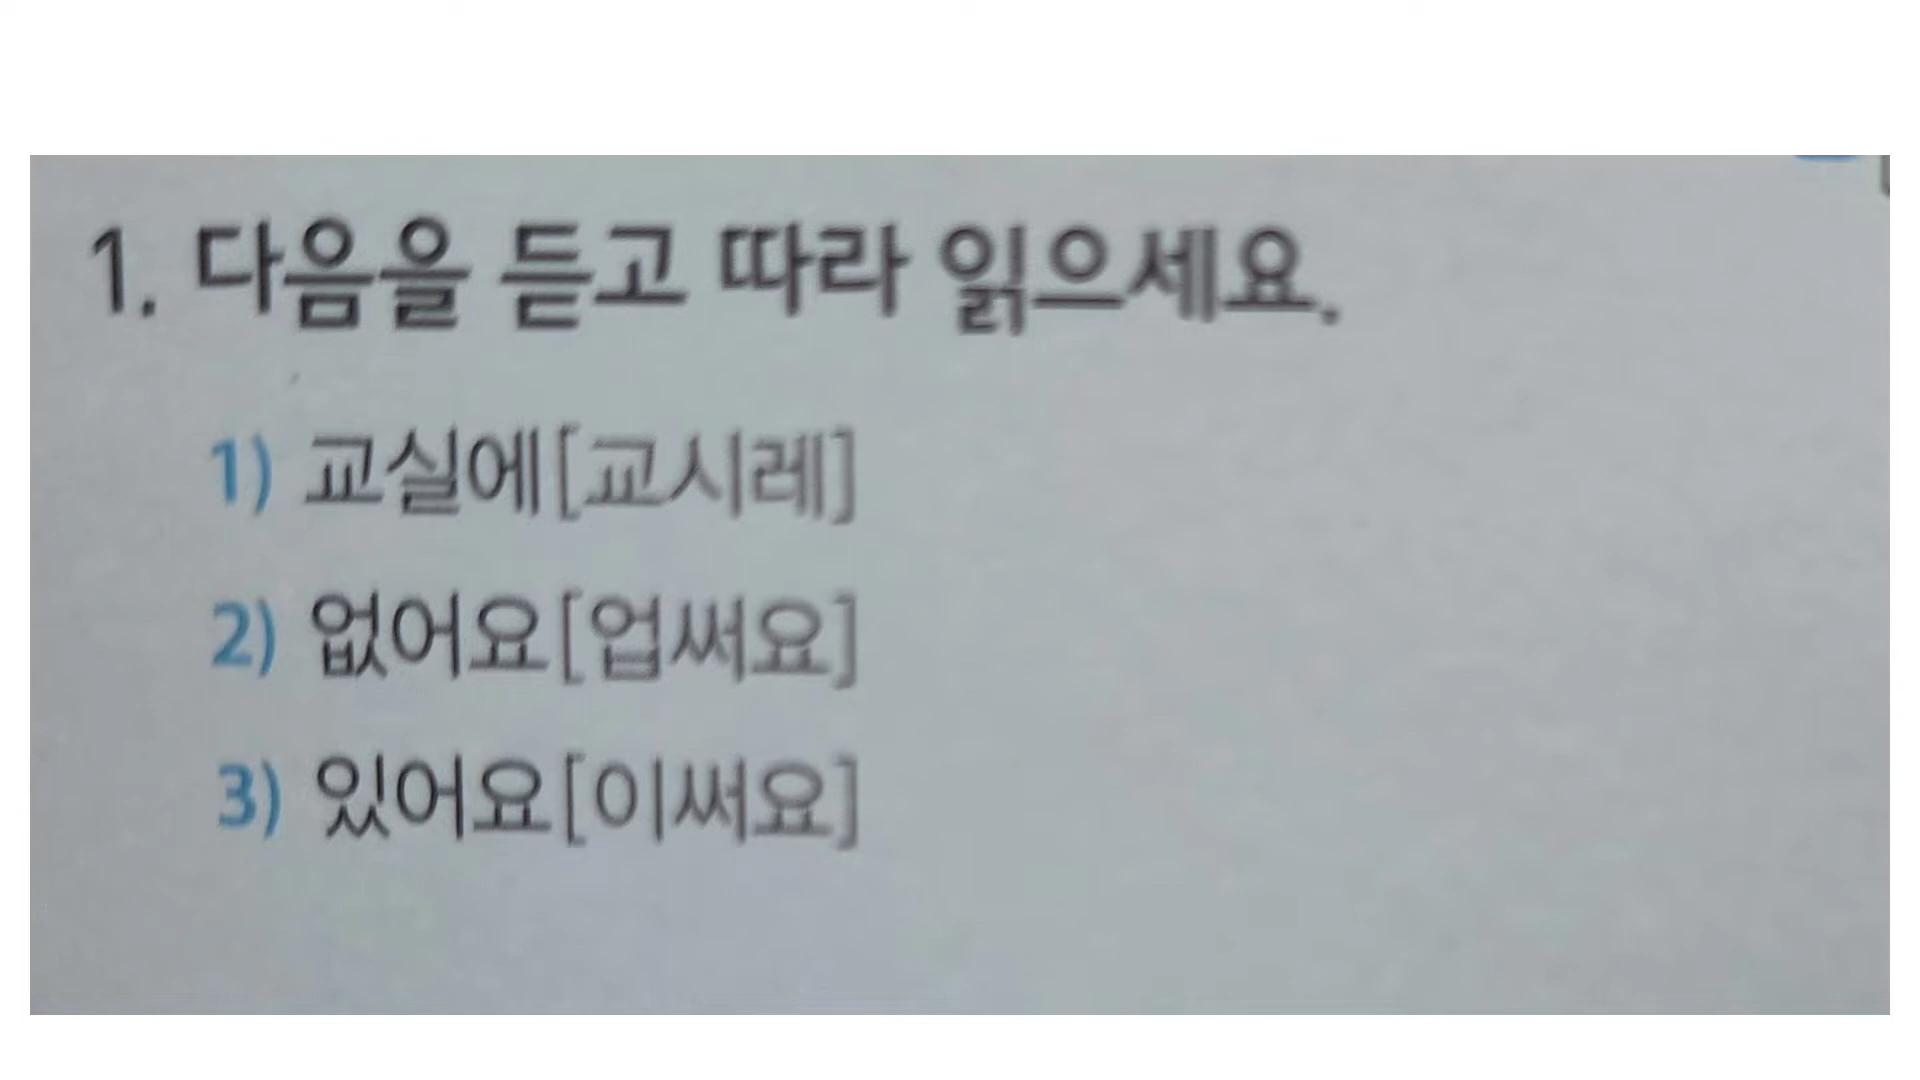 1. 다음을 듣고 따라 읽으세요.
1) 교실에[교시레]
2) 없어요[업써요]
3) 있어요[이써요]